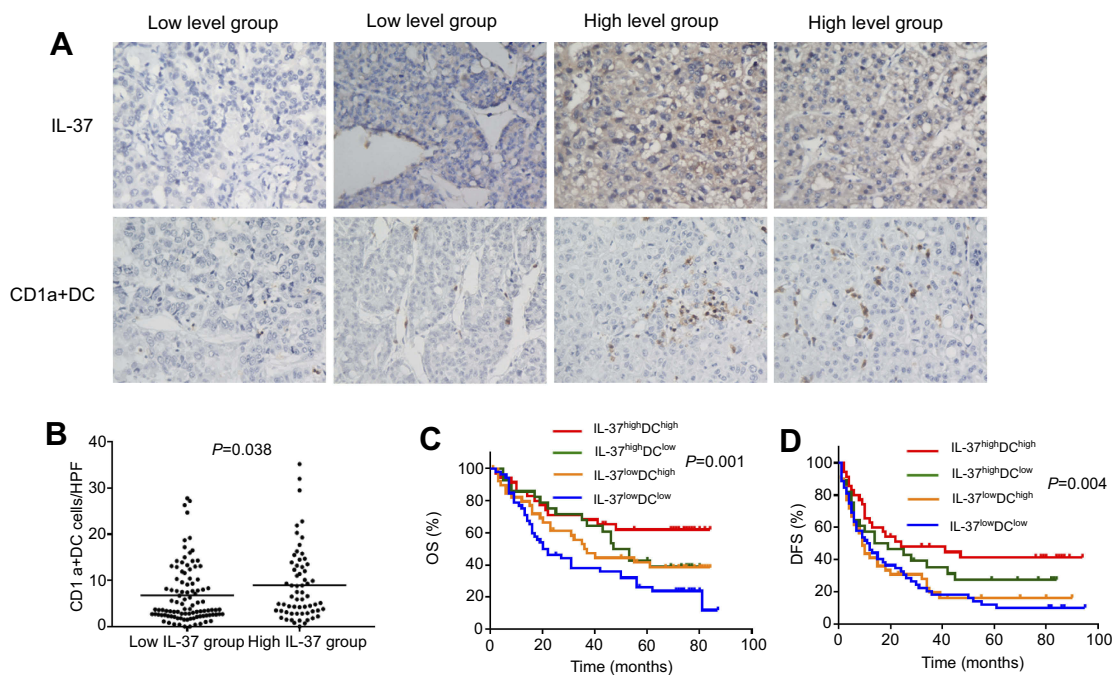 Low level group
Low level group
High level group
High level group
A
IL-37
CD1a+DC
B
P=0.038
CD1 a+DC cells/HPF
40
30
20
10
0
Low IL-37 group
High IL-37 group
C
IL-37highDChigh
IL-37highDClow
IL-37lowDChigh
IL-37lowDClow
P=0.001
OS (%)
100
80
60
40
20
0
0 20 40 60 80 100
Time (months)
D
IL-37highDChigh
IL-37highDClow
IL-37lowDChigh
IL-37lowDClow
P=0.004
DFS (%)
100
80
60
40
20
0
0 20 40 60 80 100
Time (months)